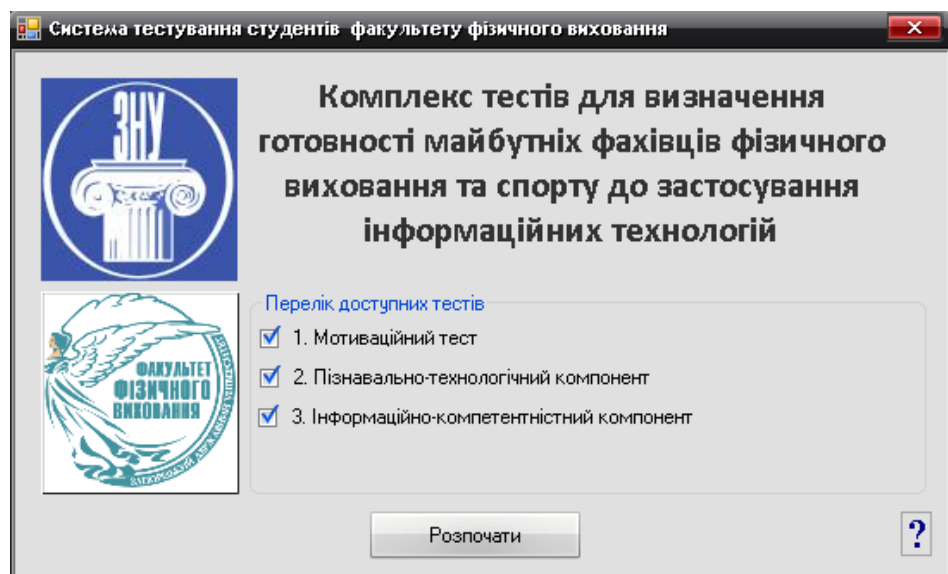 Система тестування студентів факультету фізичного виховання
ЗНУ
Комплекс тестів для визначення
готовності майбутніх фахівців фізичного
виховання та спорту до застосування
інформаційних технологій
ФАКУЛЬТЕТ
ФІЗИЧНОГО
ВИХОВАННЯ
Перелік доступних тестів
1. Мотиваційний тест
2. Пізнавально-технологічний компонент
3. Інформаційно-компетентністний компонент
Розпочати
?